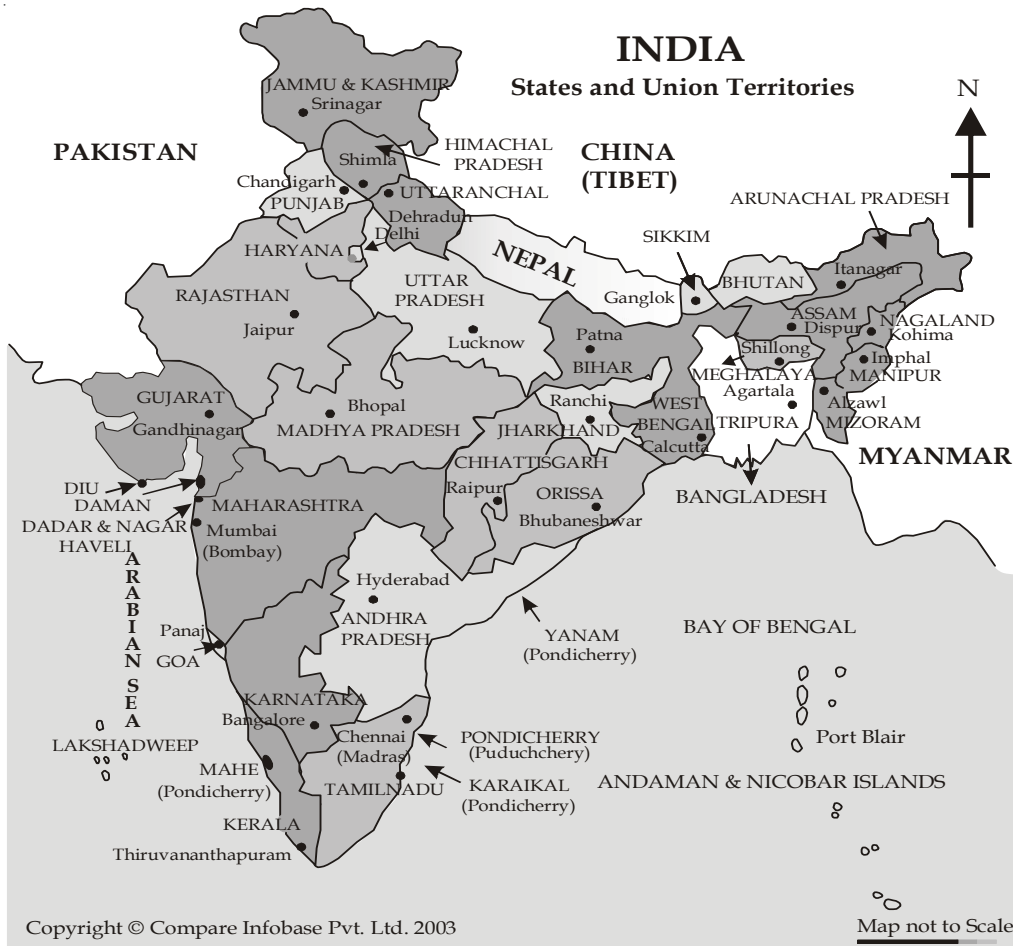 INDIA
States and Union Territories
N
JAMMU & KASHMIR
Srinagar
PAKISTAN
HIMACHAL
PRADESH
CHINA
(TIBET)
Shimla
Chandigarh
PUNJAB
UTTARANCHAL
Dehradun
Delhi
HARYANA
ARUNACHAL PRADESH
SIKKIM
NEPAL
BHUTAN
Itanagar
Ganglok
RAJASTHAN
Jaipur
UTTAR
PRADESH
Lucknow
Patna
BIHAR
ASSAM
Dispur
NAGALAND
Kohima
Shillong
MEGHALAYA
Imphal
MANIPUR
Agartala
TRIPURA
Alzawl
MIZORAM
GUJARAT
Gandhinagar
Bhopal
MADHYA PRADESH
Ranchi
JHARKHAND
WEST
BENGAL
Calcutta
MYANMAR
CHHATTISGARH
Raipur
ORISSA
Bhubaneshwar
BANGLADESH
DIU
DAMAN
DADAR & NAGAR
HAVELI
MAHARASHTRA
Mumbai
(Bombay)
ARABIAN SEA
Hyderabad
ANDHRA
PRADESH
YANAM
(Pondicherry)
BAY OF BENGAL
Panaj
GOA
KARNATAKA
Bangalore
Chennai
(Madras)
PONDICHERRY
(Puduchchery)
Port Blair
LAKSHADWEEP
MAHE
(Pondicherry)
TAMILNADU
KARAIKAL
(Pondicherry)
ANDAMAN & NICOBAR ISLANDS
KERALA
Thiruvananthapuram
Copyright © Compare Infobase Pvt. Ltd. 2003
Map not to Scale